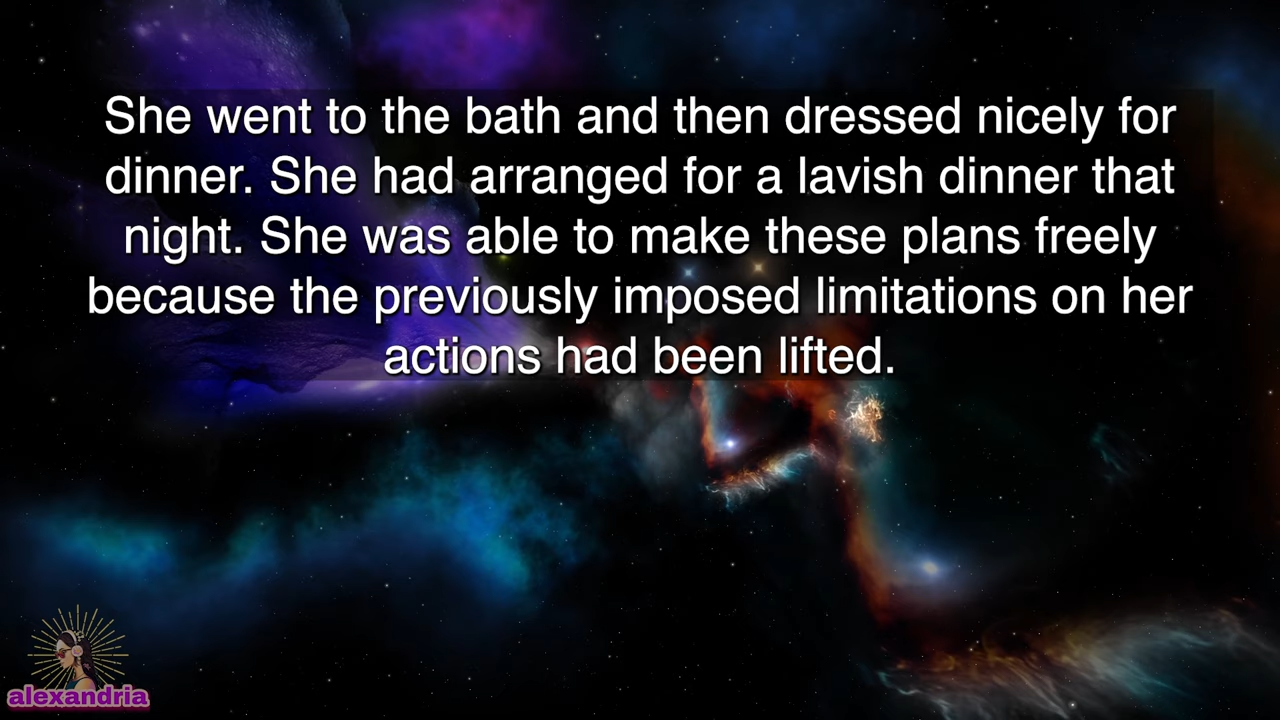 She went to the bath and then dressed nicely for
dinner. She had arranged for a lavish dinner that
night. She was able to make these plans freely
because the previously imposed limitations on her
actions had been lifted.
alexandria